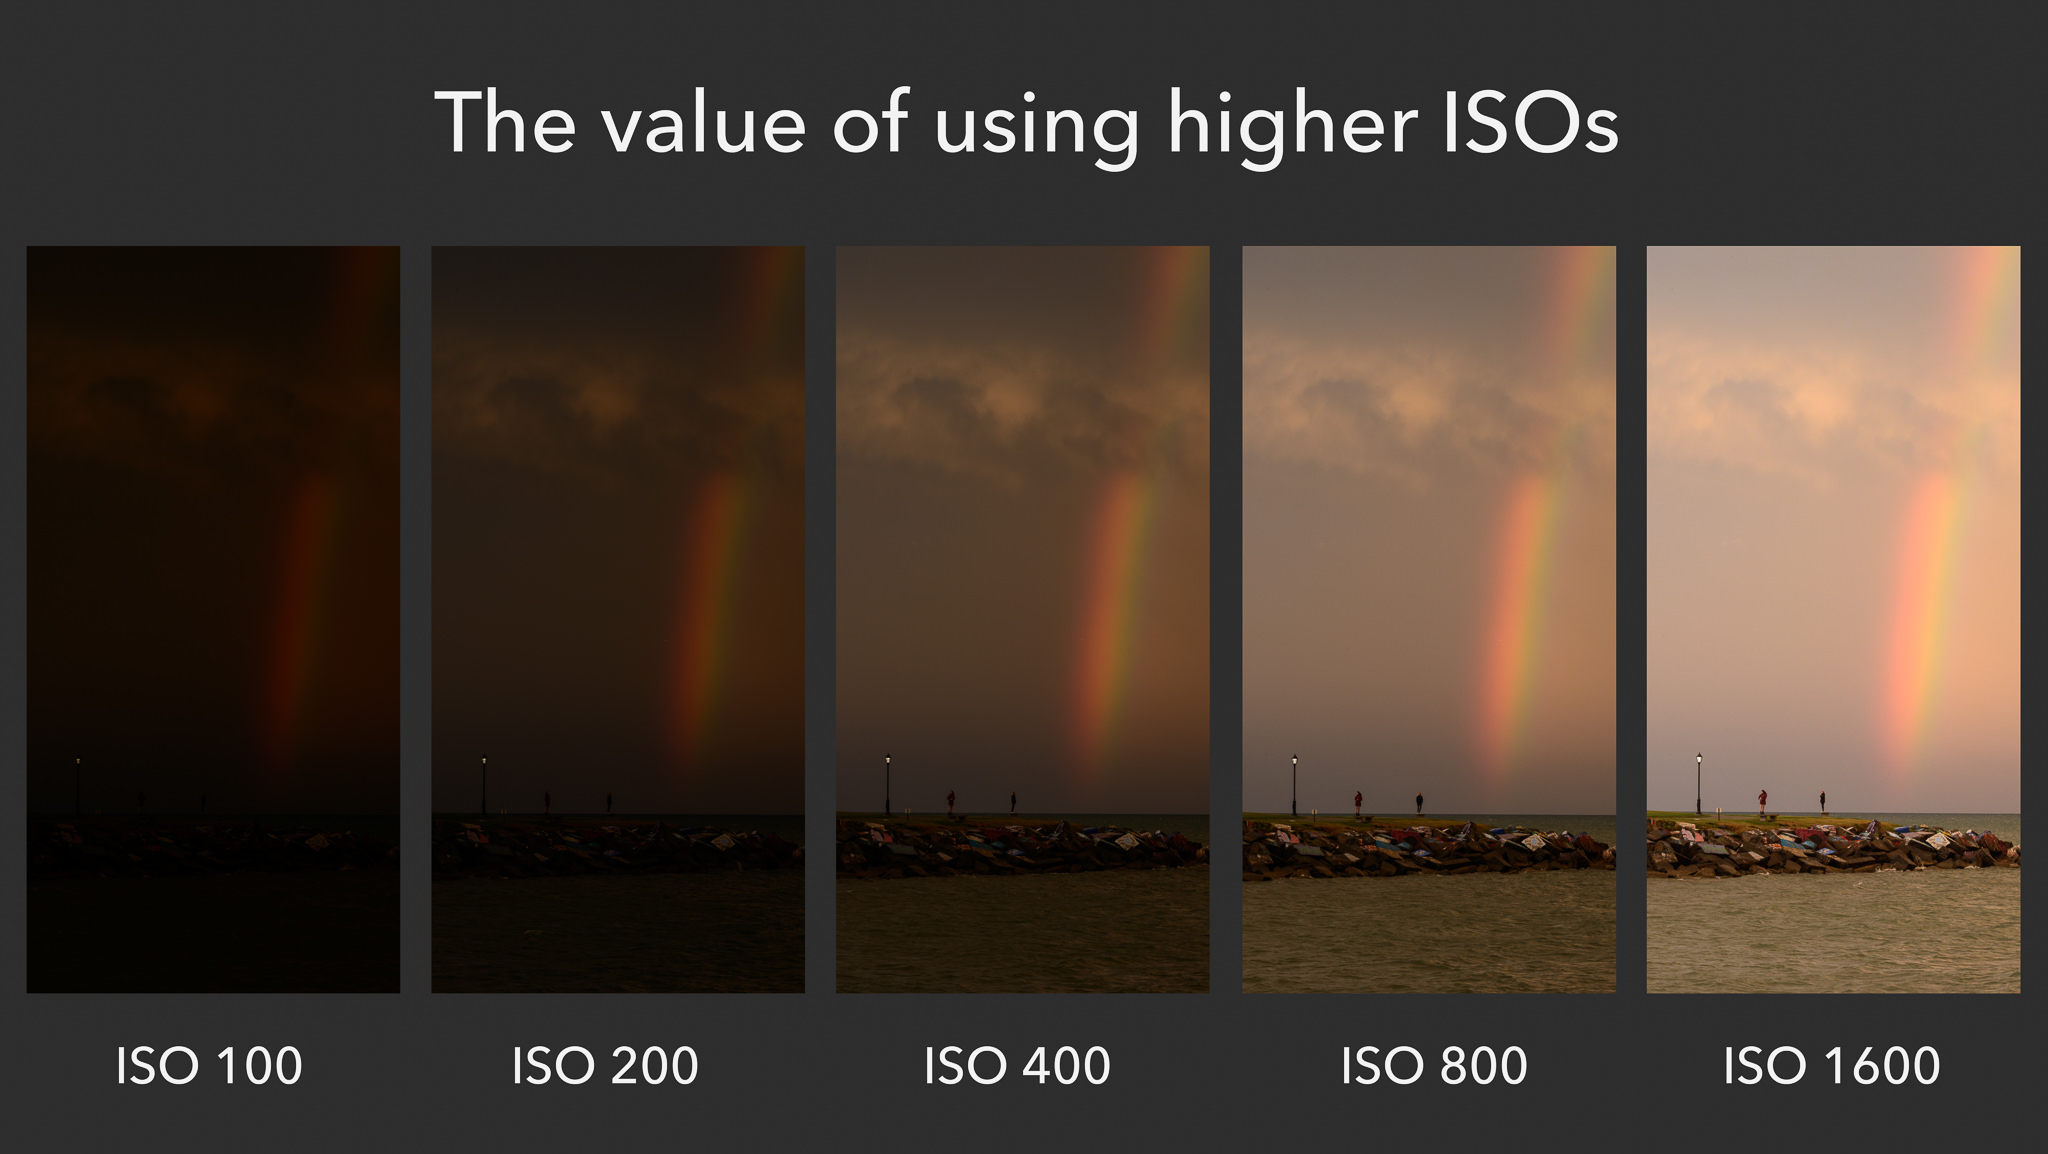 The value of using higher ISOs
ISO 100
ISO 200
ISO 400
ISO 800
ISO 1600